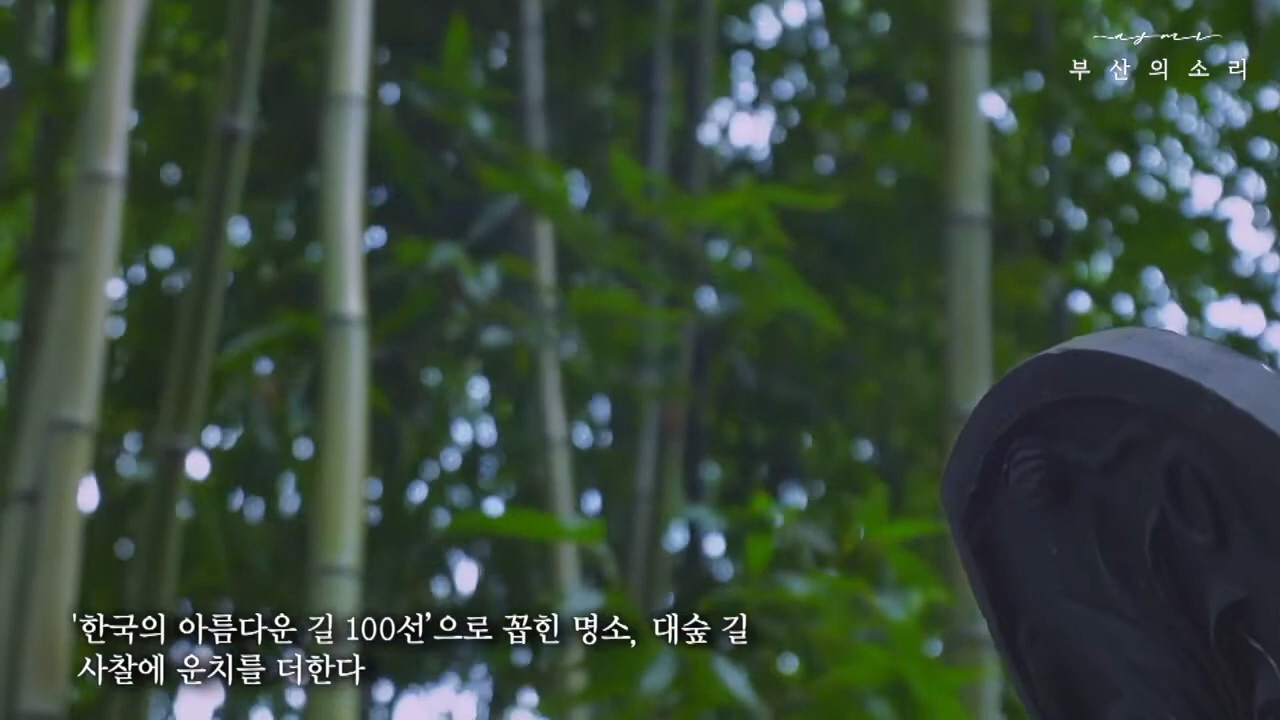 부산의소리
'한국의 아름다운 길 100선’으로 꼽힌 명소, 대숲 길
사찰에 운치를 더한다